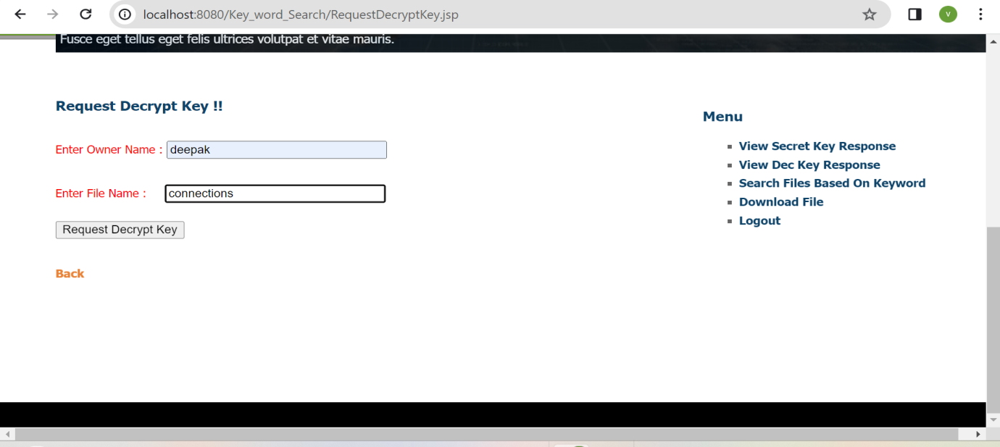 localhost:8080/Key_word_Search/RequestDecryptKey.jsp
V
Fusce eget tellus eget felis ultrices volutpat et vitae mauris.
Request Decrypt Key !!
Enter Owner Name : deepak
Enter File Name : connections
Request Decrypt Key
Back
Menu
View Secret Key Response
View Dec Key Response
Search Files Based On Keyword
Download File
Logout